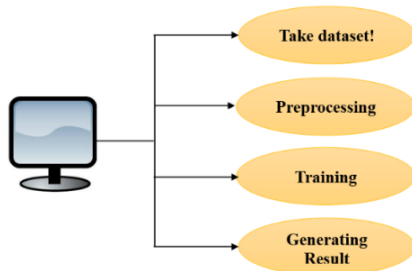 Take dataset!
Preprocessing
Training
Generating
Result